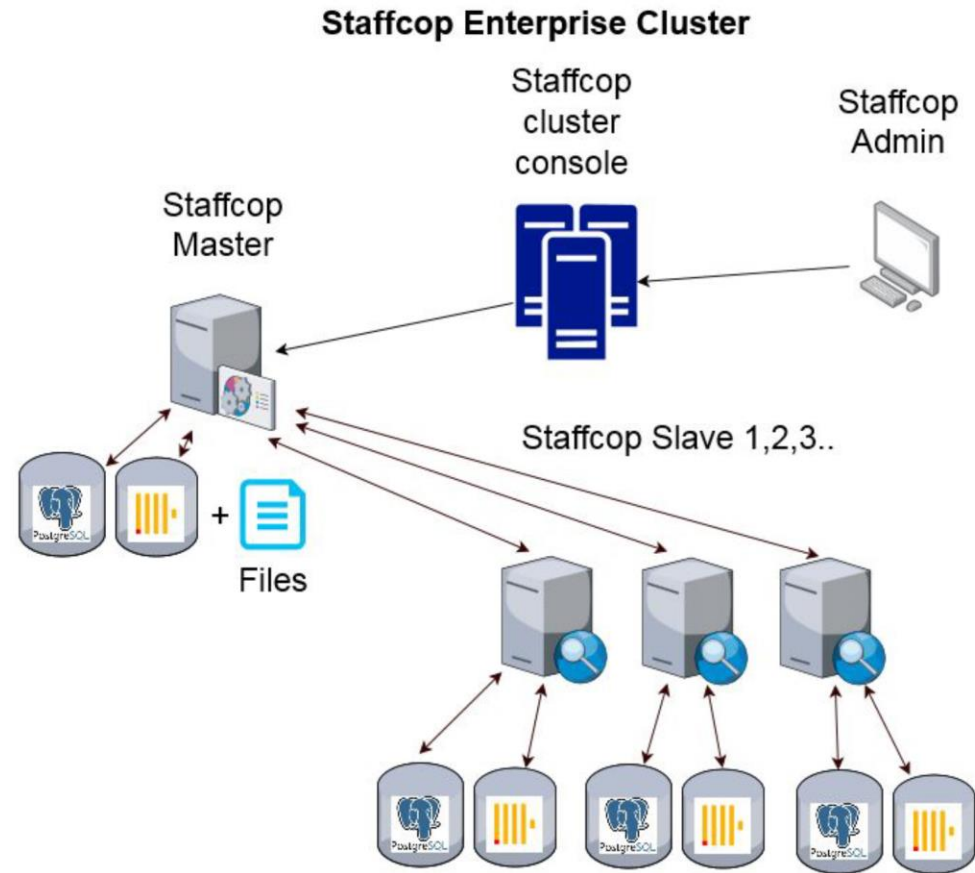 Staffcop Enterprise Cluster
Staffcop
cluster
console
Staffcop
Admin
Staffcop
Master
Staffcop Slave 1,2,3..
PostgreSQL
+
Files
PostgreSQL
PostgreSQL
PostgreSQL